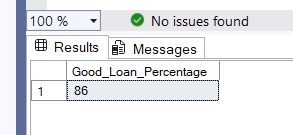 100 % No issues found
Results Messages
Good_Loan_Percentage
1 86